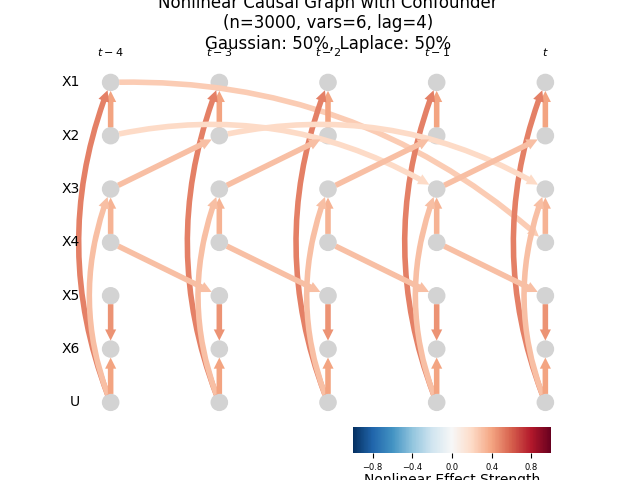 Nonlinear Causal Graph with Confounder
(n=3000, vars=6, lag=4)
Gaussian: 50%, Laplace: 50%
t − 4 t − 3 t − 2 t − 1 t
X1
X2
X3
X4
X5
X6
U
−0.8 −0.4 0.0 0.4 0.8
Nonlinear Effect Strength